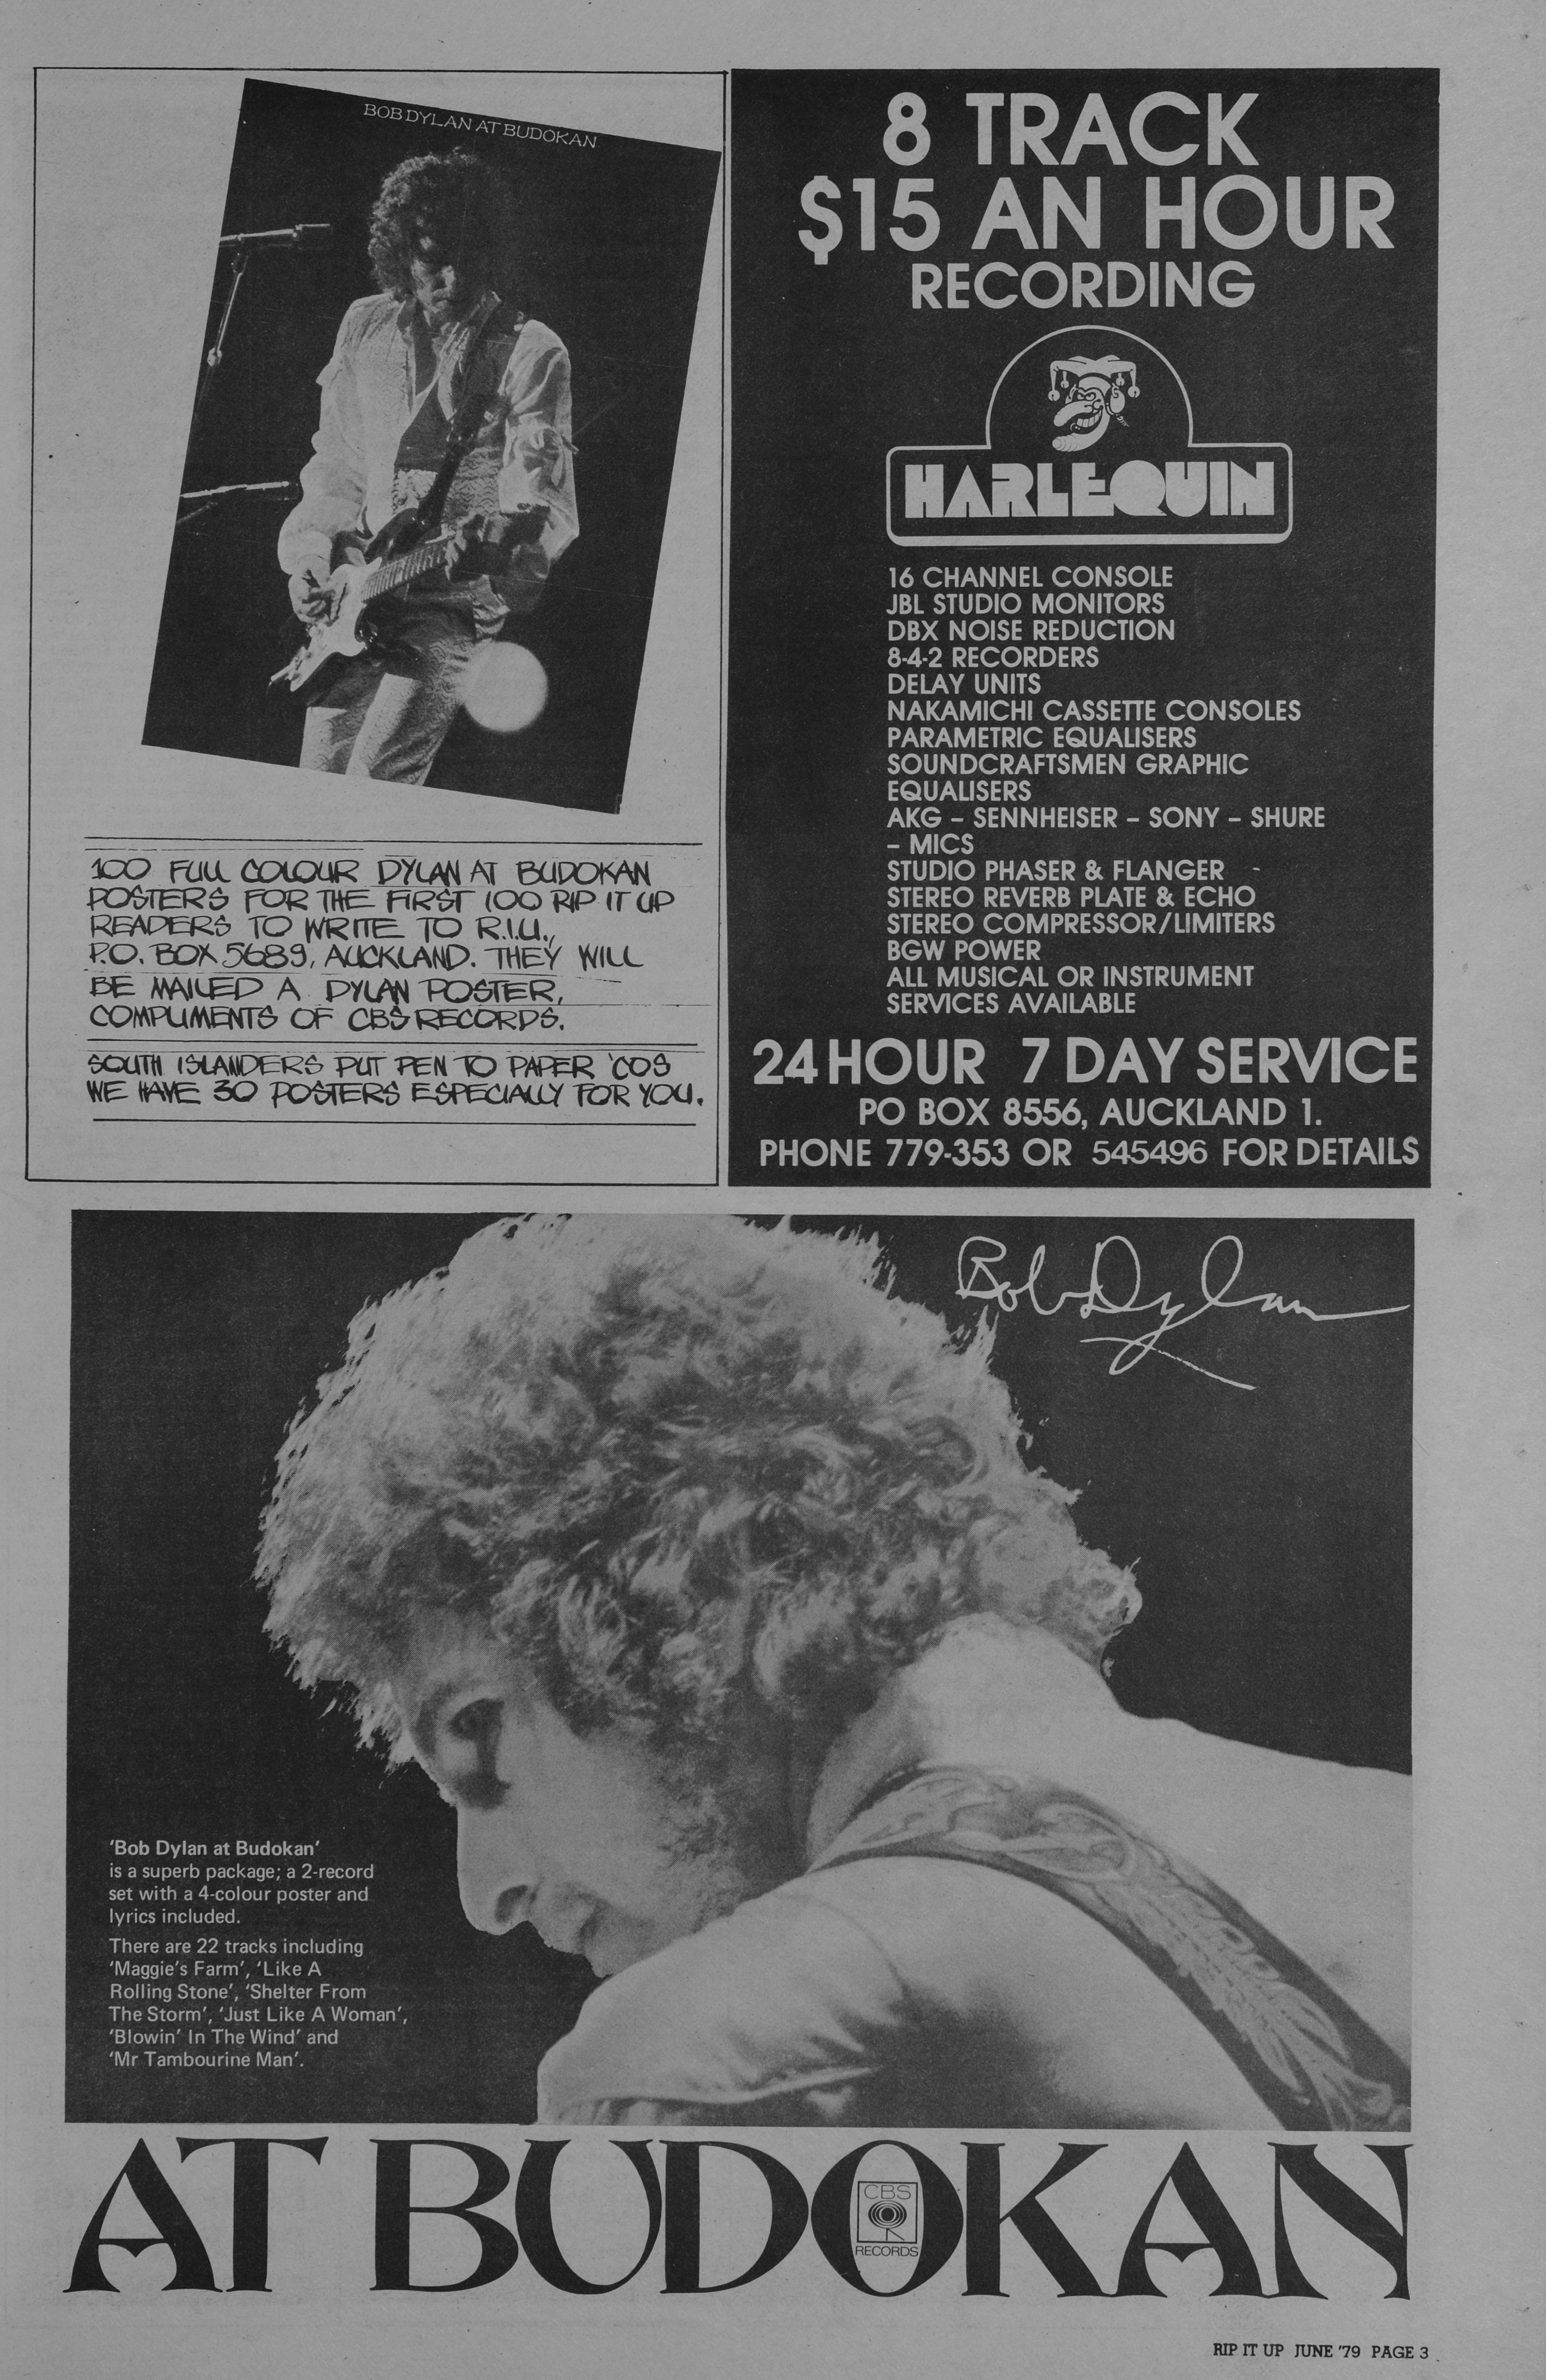 BOB DYLAN AT BUDOKAN
100 FULL COLOUR DYLAN AT BUDOKAN
POSTERS FOR THE FIRST 100 RIP IT UP
READERS TO WRITE TO R.I.U.,
P.O. BOX 5689, AUCKLAND. THEY WILL
BE MAILED A DYLAN POSTER,
COMPLIMENTS OF CBS RECORDS.
SOUTH ISLANDERS PUT PEN TO PAPER 'COS
WE HAVE 30 POSTERS ESPECIALLY FOR YOU.
8 TRACK
$15 AN HOUR
RECORDING
HARLEQUIN
16 CHANNEL CONSOLE
JBL STUDIO MONITORS
DBX NOISE REDUCTION
8-4-2 RECORDERS
DELAY UNITS
NAKAMICHI CASSETTE CONSOLES
PARAMETRIC EQUALISERS
SOUNDCRAFTSMEN GRAPHIC
EQUALISERS
AKG – SENNHEISER – SONY – SHURE
– MICS
STUDIO PHASER & FLANGER
STEREO REVERB PLATE & ECHO
STEREO COMPRESSOR/LIMITERS
BGW POWER
ALL MUSICAL OR INSTRUMENT
SERVICES AVAILABLE
24 HOUR 7 DAY SERVICE
PO BOX 8556, AUCKLAND 1.
PHONE 779-353 OR 545496 FOR DETAILS
Bob Dylan
'Bob Dylan at Budokan'
is a superb package; a 2-record
set with a 4-colour poster and
lyrics included.
There are 22 tracks including
'Maggie's Farm', 'Like A
Rolling Stone', 'Shelter From
The Storm', 'Just Like A Woman',
'Blowin' In The Wind' and
'Mr Tambourine Man'.
AT BUDOKAN
CBS
RECORDS
RIP IT UP JUNE '79 PAGE 3